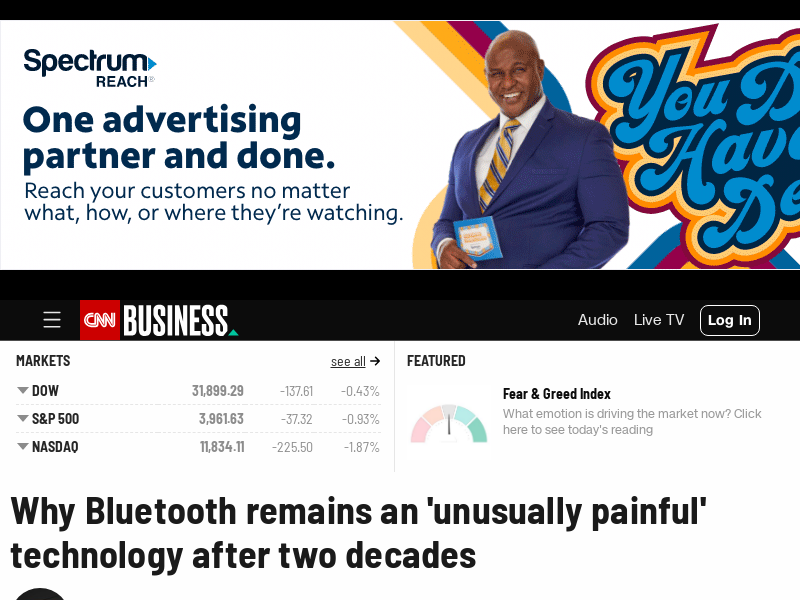 Spectrum
REACH®
One advertising
partner and done.
Reach your customers no matter
what, how, or where they're watching.
You D
Have
De
CNN BUSINESS
Audio Live TV Log In
MARKETS see all →
DOW 31,899.29 -137.61 -0.43%
S&P 500 3,961.63 -37.32 -0.93%
NASDAQ 11,834.11 -225.50 -1.87%
FEATURED
Fear & Greed Index
What emotion is driving the market now? Click
here to see today's reading
Why Bluetooth remains an 'unusually painful'
technology after two decades